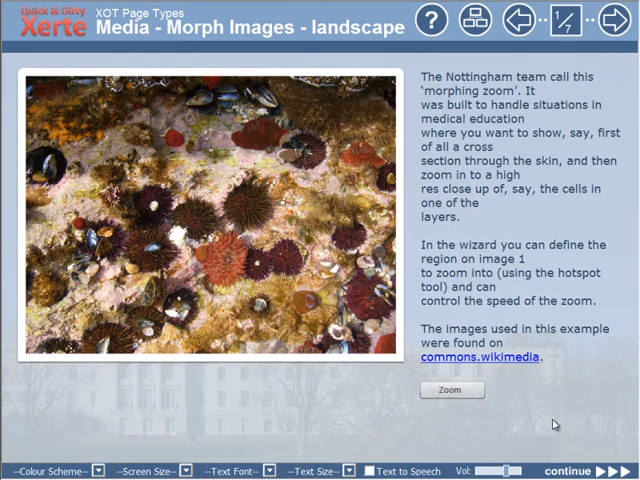 Quick & Dirty
Xerte
XOT Page Types
Media - Morph Images - landscape
?
1/7
The Nottingham team call this
‘morphing zoom’. It
was built to handle situations in
medical education
where you want to show, say, first
of all a cross
section through the skin, and then
zoom in to a high
res close up of, say, the cells in
one of the
layers.
In the wizard you can define the
region on image 1
to zoom into (using the hotspot
tool) and can
control the speed of the zoom.
The images used in this example
were found on
commons.wikimedia.
Zoom
--Colour Scheme-- --Screen Size-- --Text Font-- --Text Size-- Text to Speech Vol: continue